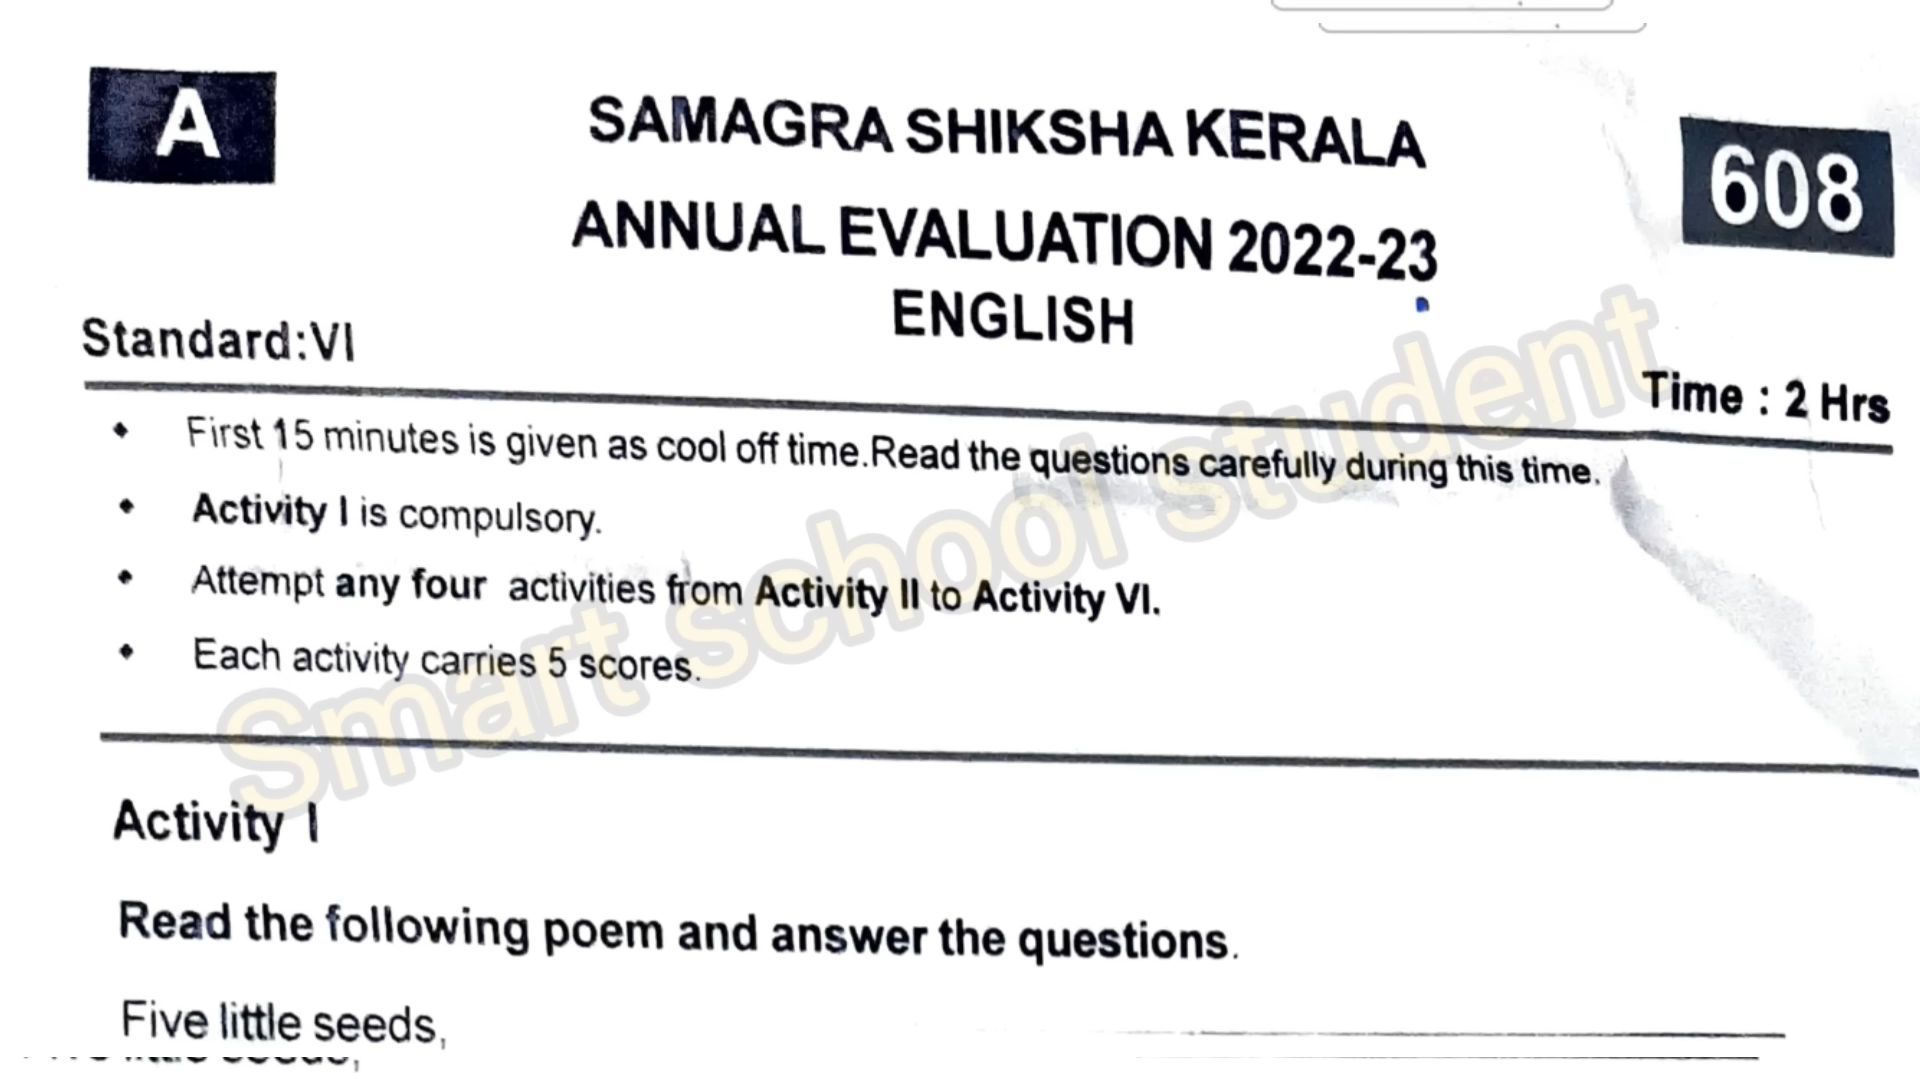 A
SAMAGRA SHIKSHA KERALA
608
ANNUAL EVALUATION 2022-23
ENGLISH
Standard:VI
Time : 2 Hrs
• First 15 minutes is given as cool off time.Read the questions carefully during this time.
• Activity I is compulsory.
• Attempt any four activities from Activity II to Activity VI.
• Each activity carries 5 scores.
Smart school student
Activity I
Read the following poem and answer the questions.
Five little seeds,